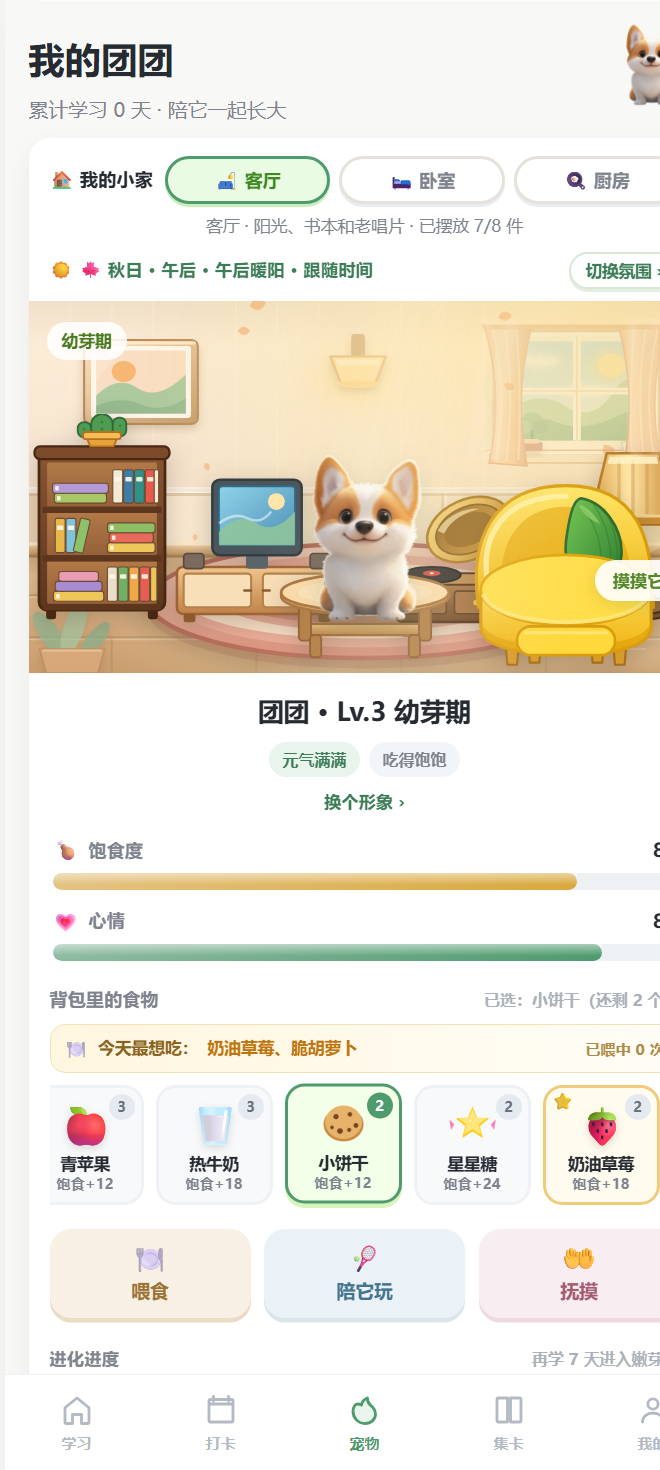 我的团团
累计学习 0 天 · 陪它一起长大
我的小家 客厅 卧室 厨房
客厅 · 阳光、书本和老唱片 · 已摆放 7/8 件
秋日 • 午后 • 午后暖阳 • 跟随时间 切换氛围 ›
幼芽期
摸摸它
团团 • Lv.3 幼芽期
元气满满 吃得饱饱
换个形象 ›
饱食度 8
心情 8
背包里的食物 已选：小饼干（还剩 2 个
今天最想吃： 奶油草莓、脆胡萝卜 已喂中 0 次
3 3 2 2 2
青苹果 热牛奶 小饼干 星星糖 奶油草莓
饱食+12 饱食+18 饱食+12 饱食+24 饱食+18
喂食 陪它玩 抚摸
进化进度 再学 7 天进入嫩芽
学习 打卡 宠物 集卡 我的